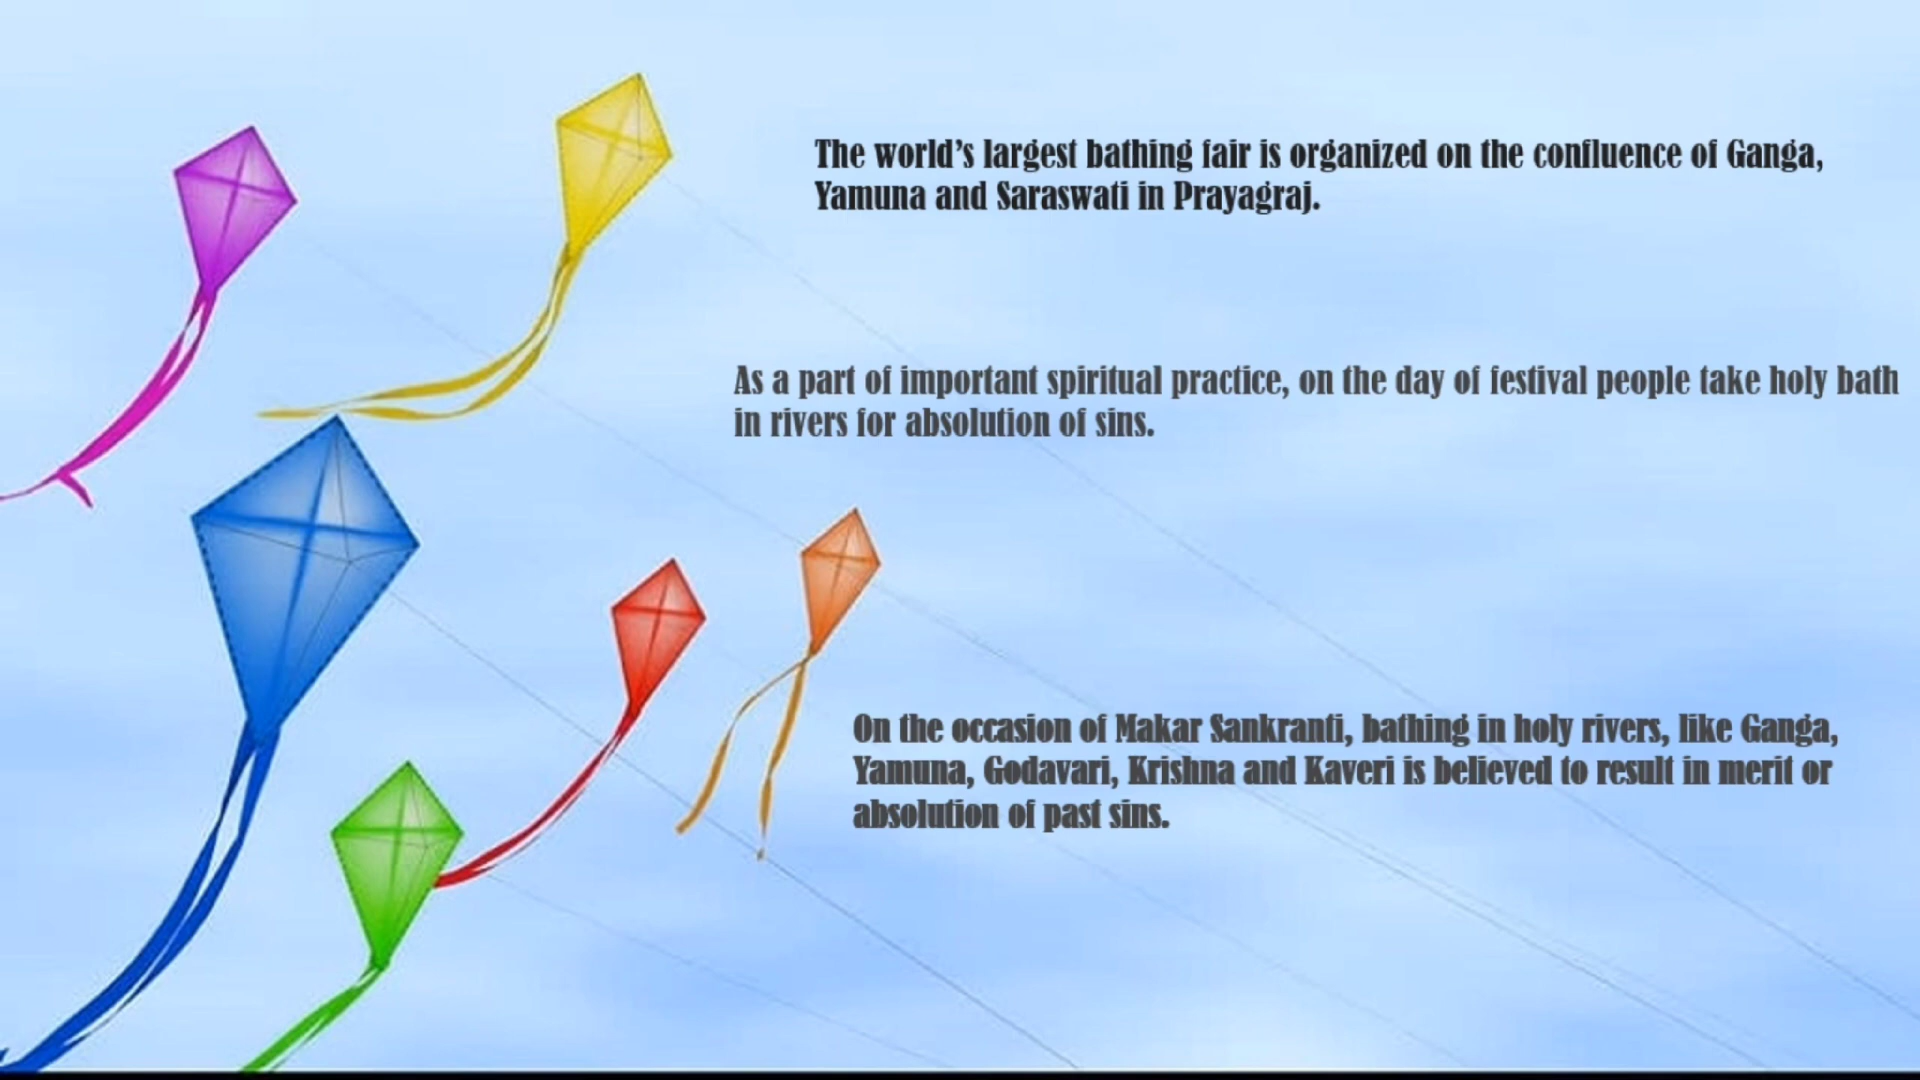 The world’s largest bathing fair is organized on the confluence of Ganga,
Yamuna and Saraswati in Prayagraj.
As a part of important spiritual practice, on the day of festival people take holy bath
in rivers for absolution of sins.
On the occasion of Makar Sankranti, bathing in holy rivers, like Ganga,
Yamuna, Godavari, Krishna and Kaveri is believed to result in merit or
absolution of past sins.